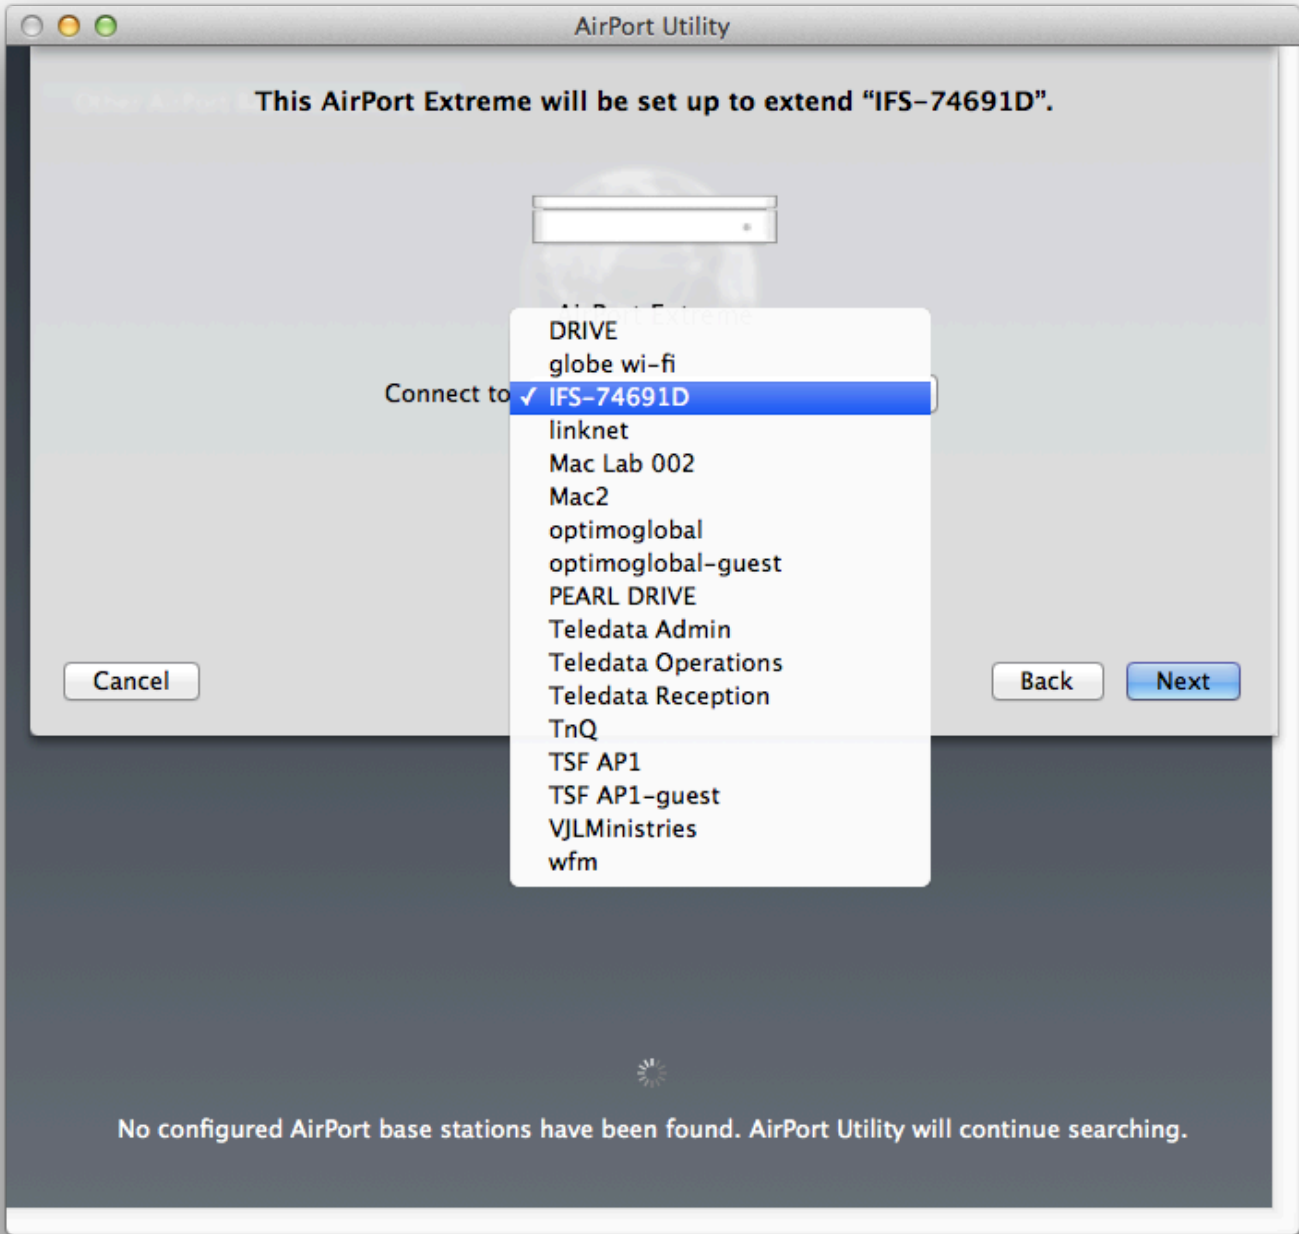 AirPort Utility
This AirPort Extreme will be set up to extend “IFS-74691D”.
AirPort Extreme
DRIVE
globe wi-fi
Connect to
✓ IFS-74691D
linknet
Mac Lab 002
Mac2
optimoglobal
optimoglobal-guest
PEARL DRIVE
Teledata Admin
Teledata Operations
Teledata Reception
TnQ
TSF AP1
TSF AP1-guest
VJLMinistries
wfm
Cancel
Back
Next
No configured AirPort base stations have been found. AirPort Utility will continue searching.